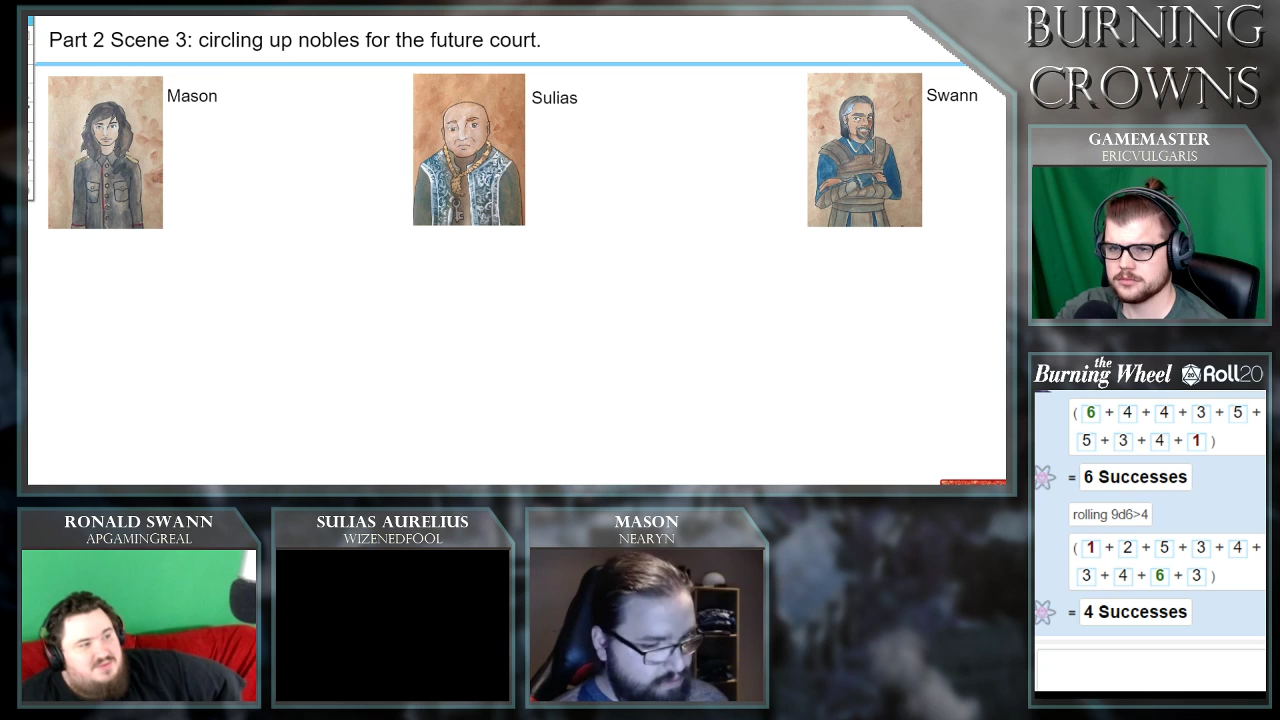 Part 2 Scene 3: circling up nobles for the future court.
Mason
Sulias
Swann
BURNING
CROWNS
GAMEMASTER
ERICVULGARIS
the
Burning Wheel Roll20
( 6 + 4 + 4 + 3 + 5 +
5 + 3 + 4 + 1 )
= 6 Successes
rolling 9d6>4
( 1 + 2 + 5 + 3 + 4 +
3 + 4 + 6 + 3 )
= 4 Successes
RONALD SWANN
APGAMINGREAL
SULIAS AURELIUS
WIZENEDFOOL
MASON
NEARYN